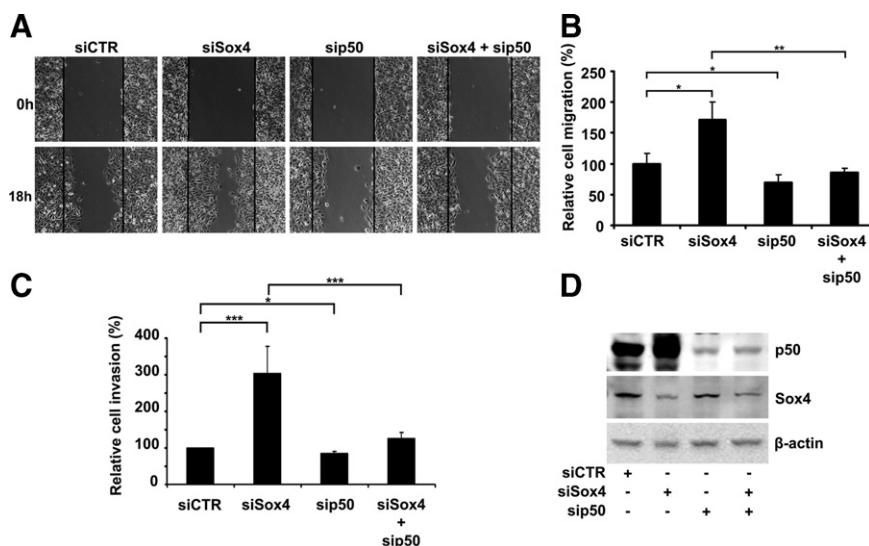 A
siCTR siSox4 sip50 siSox4 + sip50
0h
18h
B
Relative cell migration (%)
250
200
150
100
50
0
**
*
*
siCTR siSox4 sip50 siSox4
+
sip50
C
Relative cell invasion (%)
400
300
200
100
0
***
*
***
siCTR siSox4 sip50 siSox4
+
sip50
D
p50
Sox4
β-actin
siCTR + - - -
siSox4 - + - +
sip50 - - + +